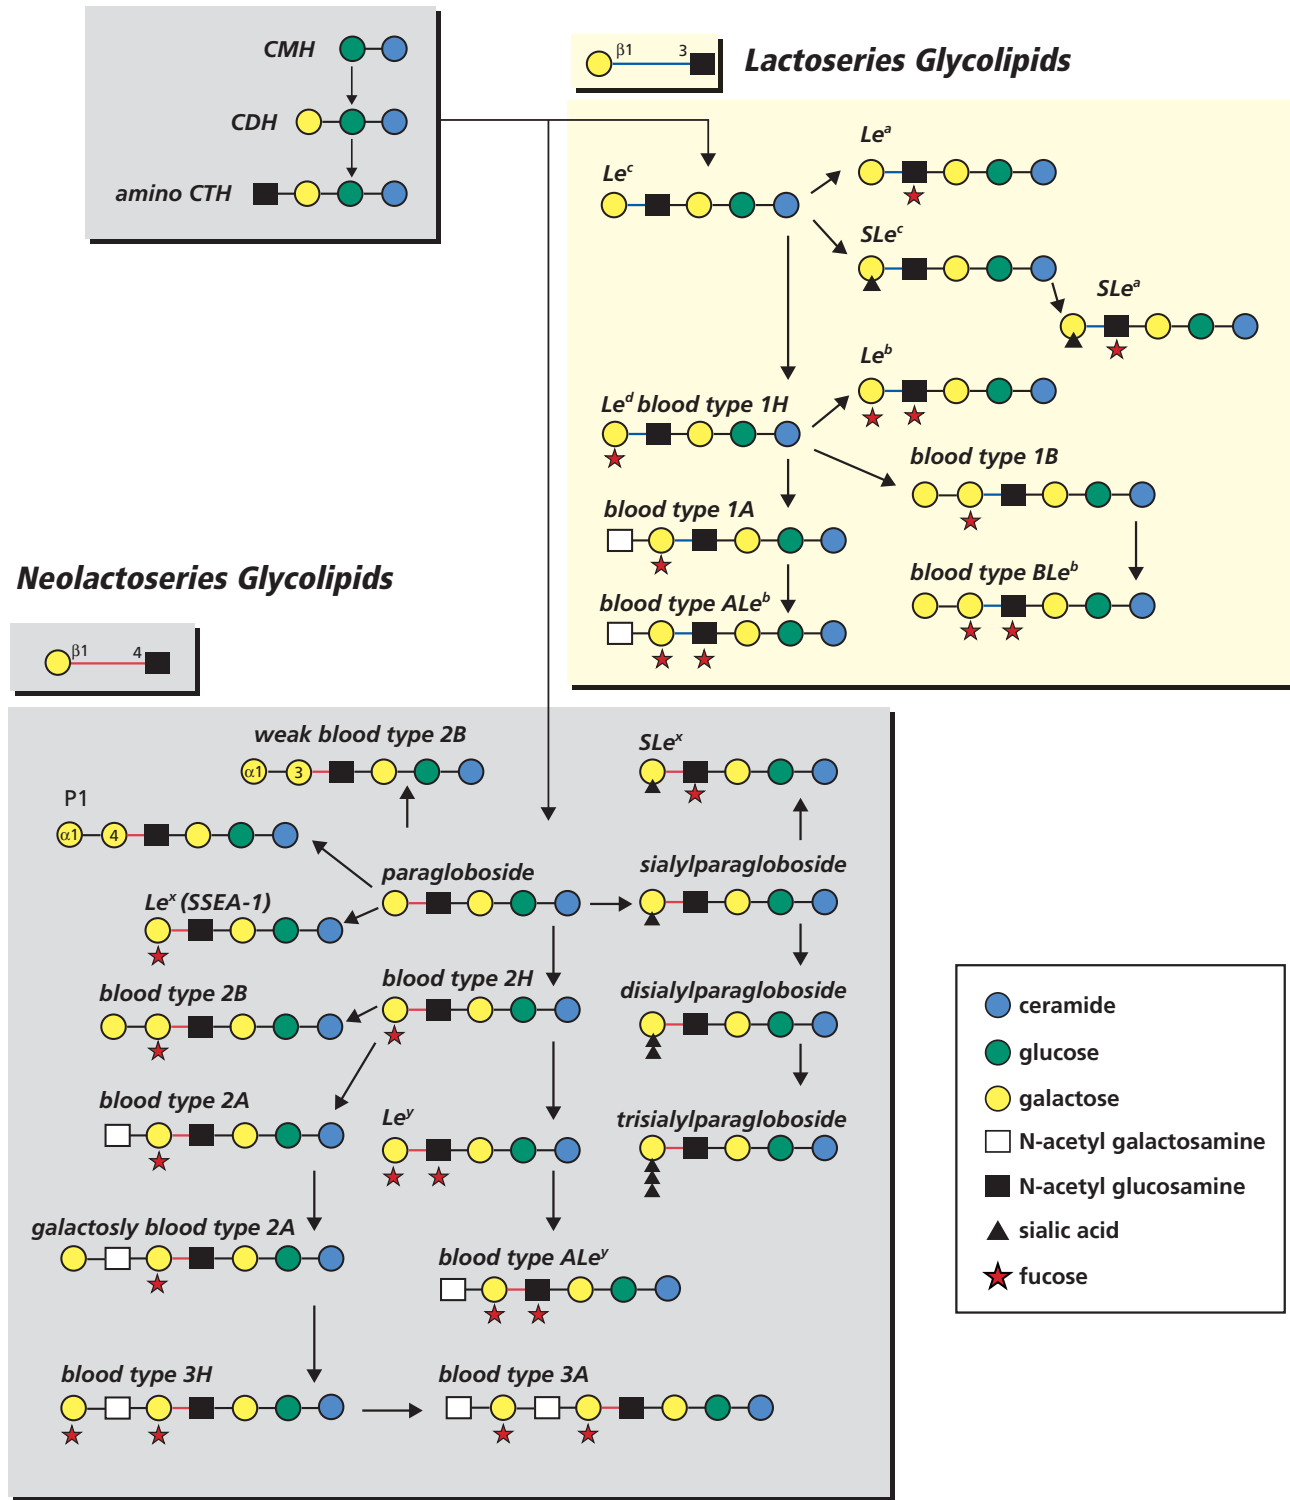 CMH
CDH
amino CTH
β1 3
Lactoseries Glycolipids
Leᵃ
Leᶜ
SLeᶜ
SLeᵃ
Leᵇ
Leᵈ blood type 1H
blood type 1B
blood type 1A
blood type BLeᵇ
blood type ALeᵇ
Neolactoseries Glycolipids
β1 4
weak blood type 2B
α1 3
SLeˣ
P1
α1 4
paragloboside
sialylparagloboside
Leˣ (SSEA-1)
blood type 2H
blood type 2B
disialylparagloboside
blood type 2A
Leʸ
trisialylparagloboside
galactosly blood type 2A
blood type ALeʸ
blood type 3H
blood type 3A
ceramide
glucose
galactose
N-acetyl galactosamine
N-acetyl glucosamine
sialic acid
fucose